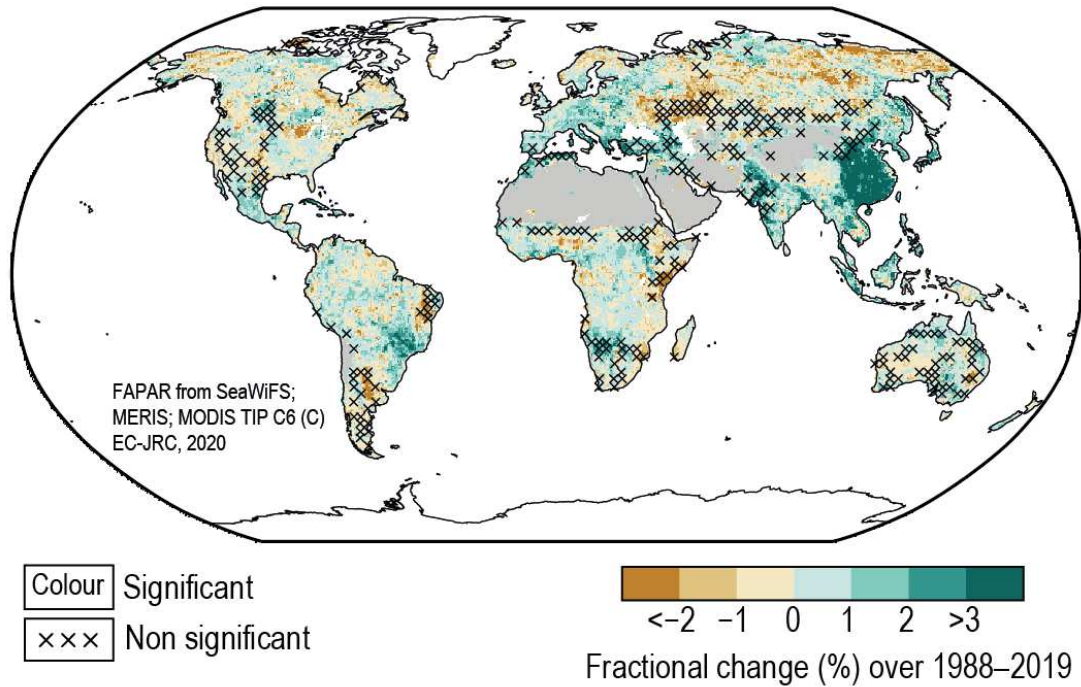 FAPAR from SeaWiFS;
MERIS; MODIS TIP C6 (C)
EC-JRC, 2020
Colour Significant
××× Non significant
<−2 −1 0 1 2 >3
Fractional change (%) over 1988–2019